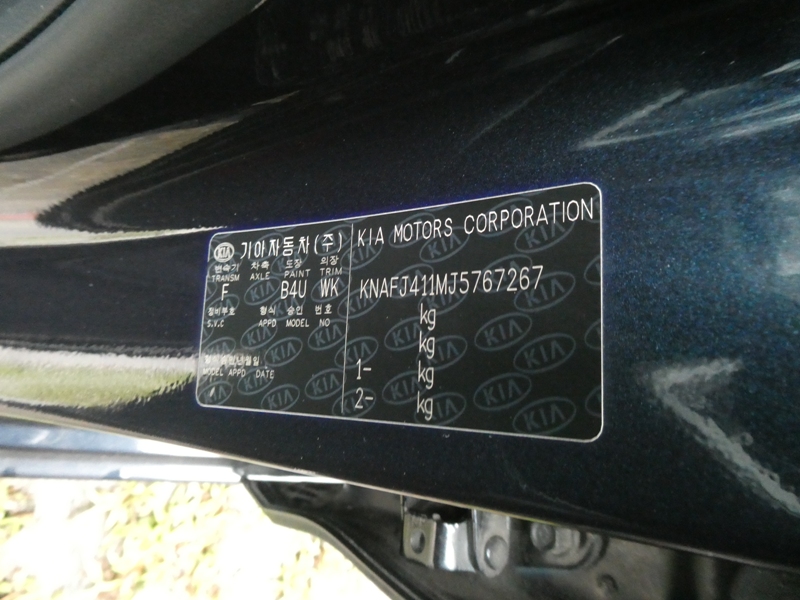 KIA 기아자동차(주)
변속기 차축 도장 외장
TRANSM AXLE PAINT TRIM
F B4U WK
형식 승인 번호
S.V.C APPD MODEL NO
MODEL APPD DATE
KIA MOTORS CORPORATION
KNAFJ411MJ5767267
kg
kg
1- kg
2- kg